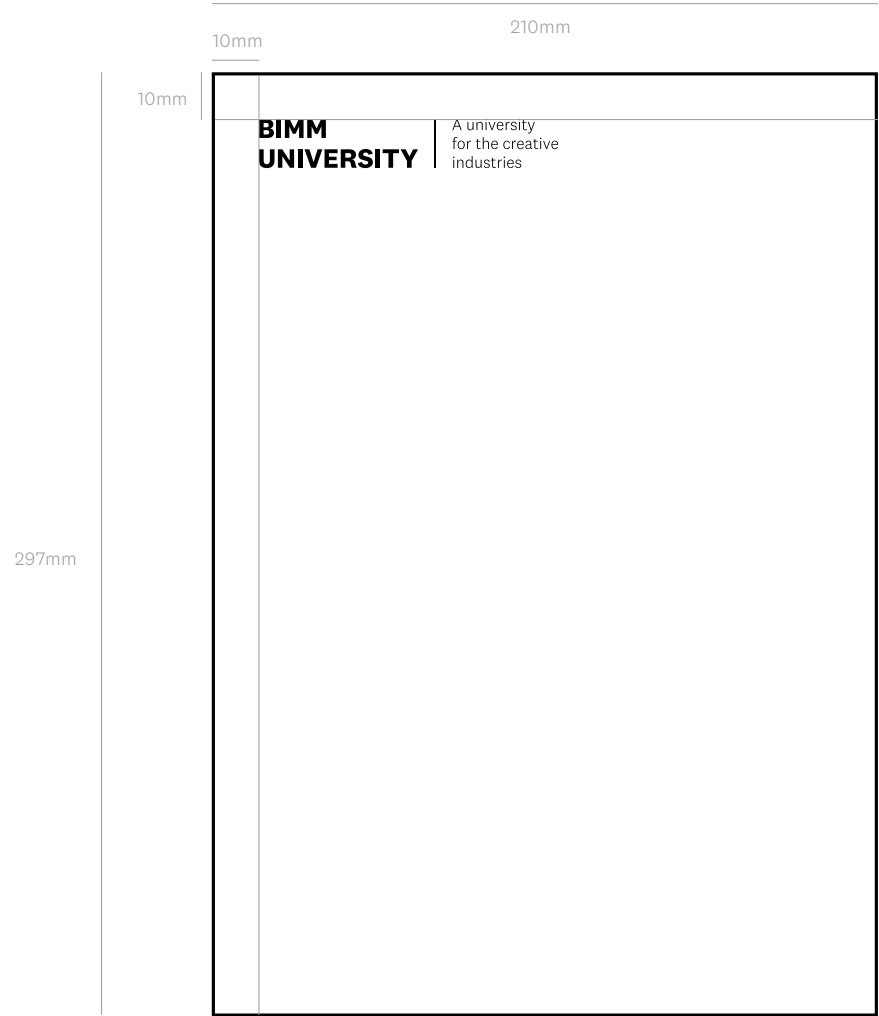 210mm
10mm
10mm
BIMM
UNIVERSITY
A university
for the creative
industries
297mm